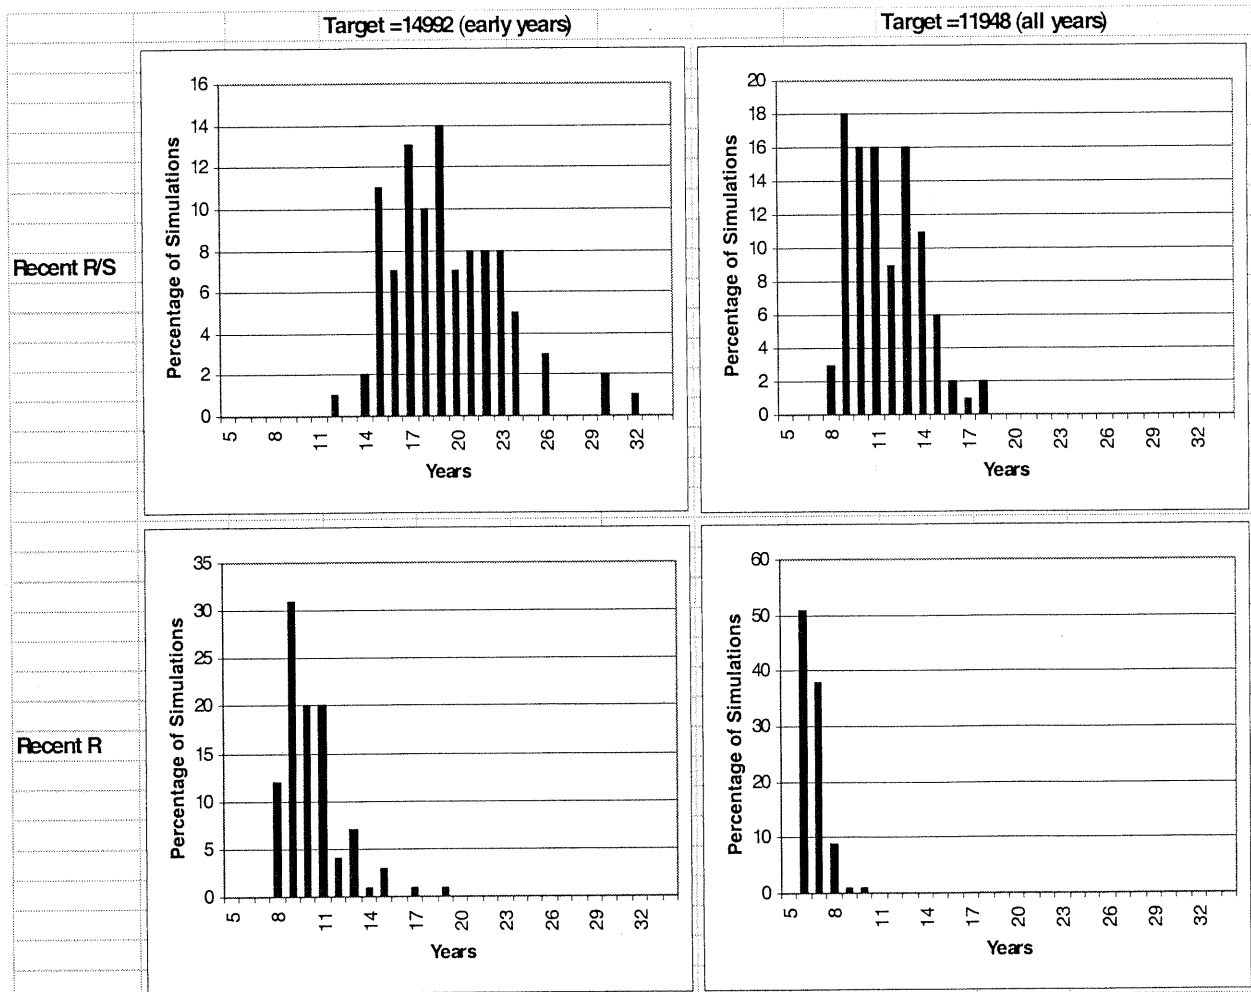 Target =14992 (early years)
Target =11948 (all years)
Recent R/S
Percentage of Simulations
16
14
12
10
8
6
4
2
0
5 8 11 14 17 20 23 26 29 32
Years
Percentage of Simulations
20
18
16
14
12
10
8
6
4
2
0
5 8 11 14 17 20 23 26 29 32
Years
Recent R
Percentage of Simulations
35
30
25
20
15
10
5
0
5 8 11 14 17 20 23 26 29 32
Years
Percentage of Simulations
60
50
40
30
20
10
0
5 8 11 14 17 20 23 26 29 32
Years